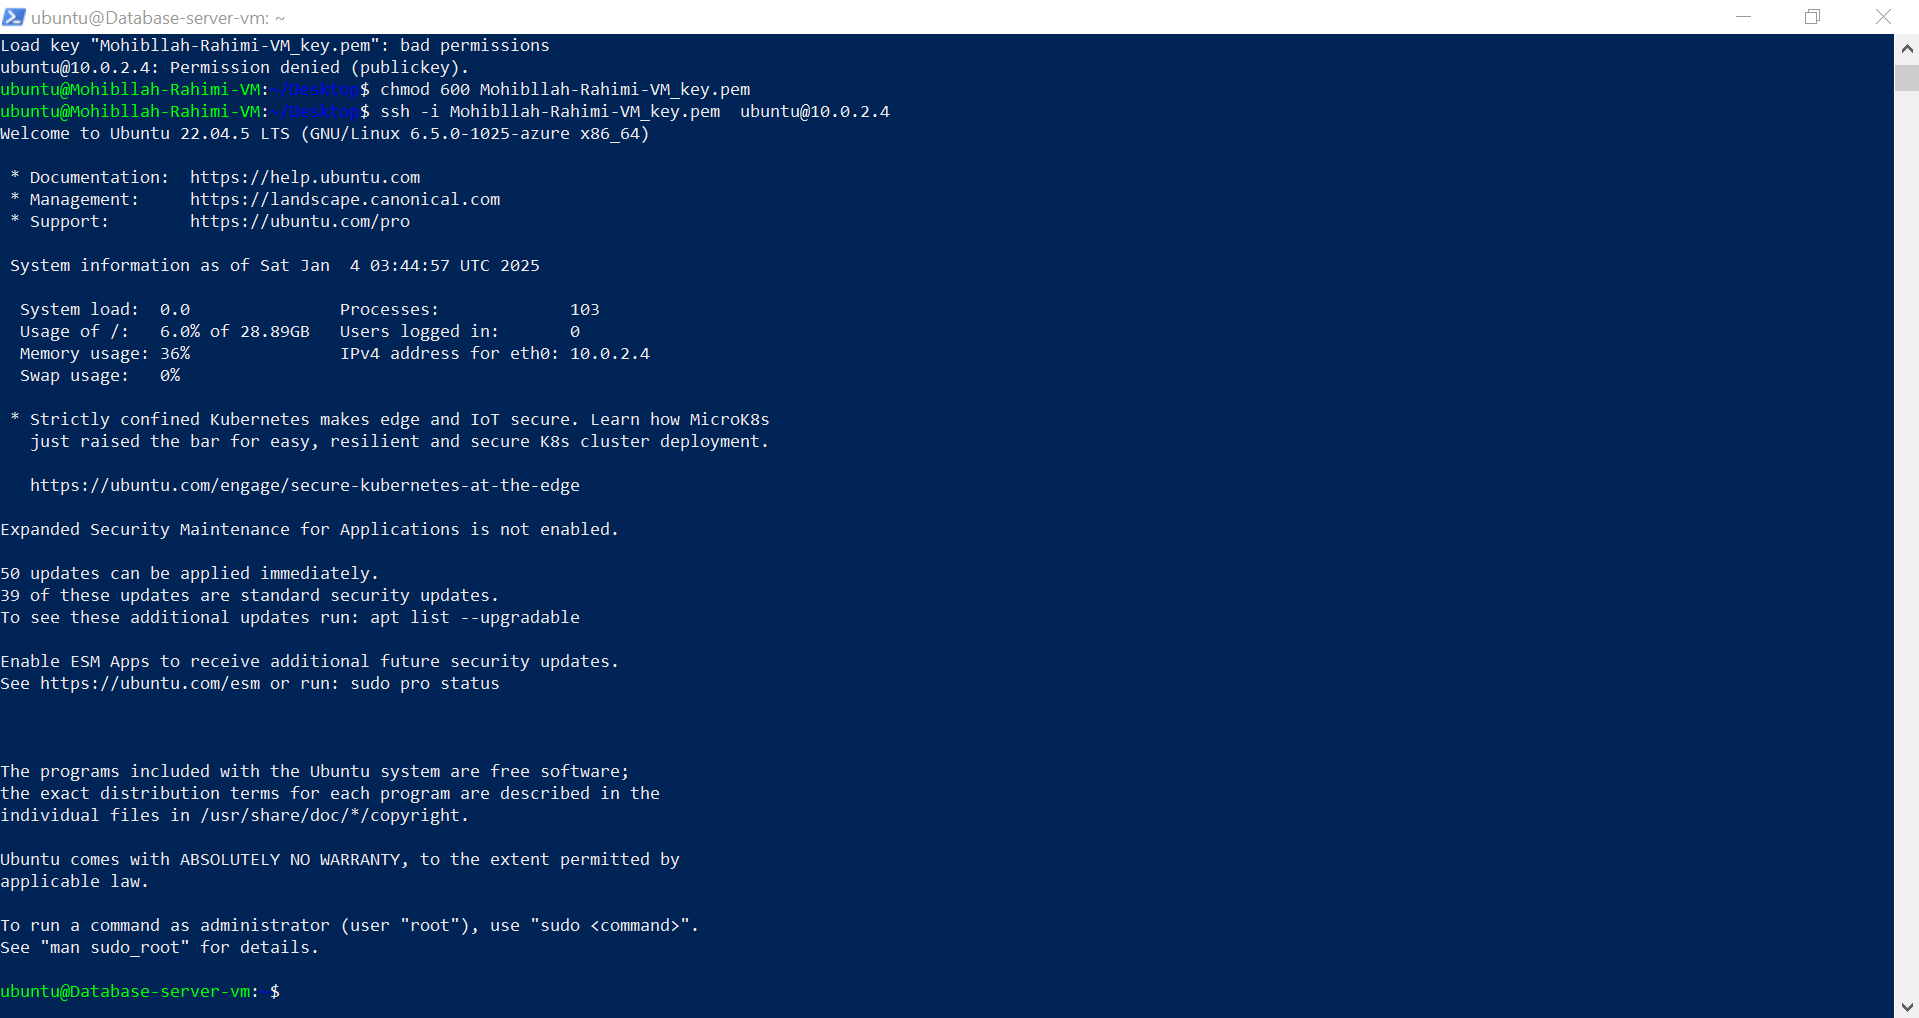 ubuntu@Database-server-vm: ~
Load key "Mohibllah-Rahimi-VM_key.pem": bad permissions
ubuntu@10.0.2.4: Permission denied (publickey).
ubuntu@Mohibllah-Rahimi-VM:~/Desktop$ chmod 600 Mohibllah-Rahimi-VM_key.pem
ubuntu@Mohibllah-Rahimi-VM:~/Desktop$ ssh -i Mohibllah-Rahimi-VM_key.pem  ubuntu@10.0.2.4
Welcome to Ubuntu 22.04.5 LTS (GNU/Linux 6.5.0-1025-azure x86_64)

 * Documentation:  https://help.ubuntu.com
 * Management:     https://landscape.canonical.com
 * Support:        https://ubuntu.com/pro

 System information as of Sat Jan  4 03:44:57 UTC 2025

  System load:  0.0               Processes:             103
  Usage of /:   6.0% of 28.89GB   Users logged in:       0
  Memory usage: 36%               IPv4 address for eth0: 10.0.2.4
  Swap usage:   0%

 * Strictly confined Kubernetes makes edge and IoT secure. Learn how MicroK8s
   just raised the bar for easy, resilient and secure K8s cluster deployment.

   https://ubuntu.com/engage/secure-kubernetes-at-the-edge

Expanded Security Maintenance for Applications is not enabled.

50 updates can be applied immediately.
39 of these updates are standard security updates.
To see these additional updates run: apt list --upgradable

Enable ESM Apps to receive additional future security updates.
See https://ubuntu.com/esm or run: sudo pro status

The programs included with the Ubuntu system are free software;
the exact distribution terms for each program are described in the
individual files in /usr/share/doc/*/copyright.

Ubuntu comes with ABSOLUTELY NO WARRANTY, to the extent permitted by
applicable law.

To run a command as administrator (user "root"), use "sudo <command>".
See "man sudo_root" for details.

ubuntu@Database-server-vm:~$